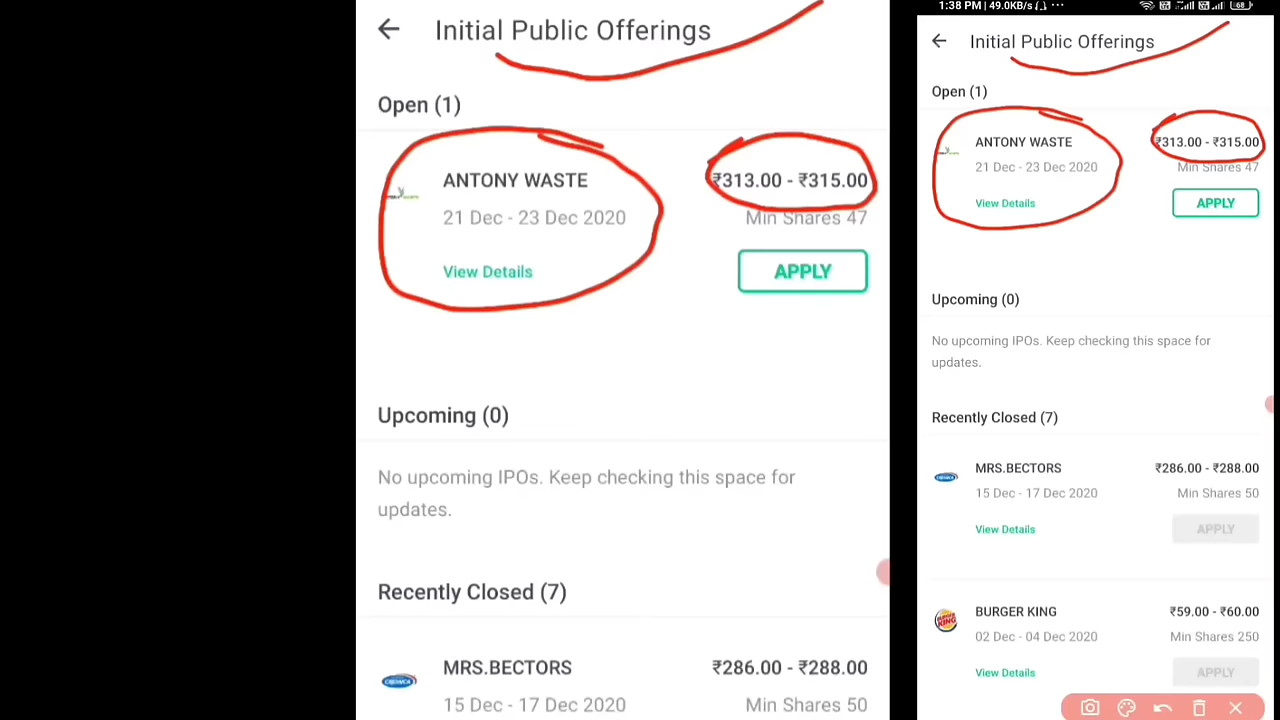 Initial Public Offerings
Open (1)
ANTONY WASTE
₹313.00 - ₹315.00
21 Dec - 23 Dec 2020
Min Shares 47
View Details
APPLY
Upcoming (0)
No upcoming IPOs. Keep checking this space for
updates.
Recently Closed (7)
MRS.BECTORS
₹286.00 - ₹288.00
15 Dec - 17 Dec 2020
Min Shares 50
1:38 PM | 49.0KB/s
68
Initial Public Offerings
Open (1)
ANTONY WASTE
₹313.00 - ₹315.00
21 Dec - 23 Dec 2020
Min Shares 47
View Details
APPLY
Upcoming (0)
No upcoming IPOs. Keep checking this space for
updates.
Recently Closed (7)
CREMICA
MRS.BECTORS
₹286.00 - ₹288.00
15 Dec - 17 Dec 2020
Min Shares 50
View Details
APPLY
BURGER KING
BURGER KING
₹59.00 - ₹60.00
02 Dec - 04 Dec 2020
Min Shares 250
View Details
APPLY